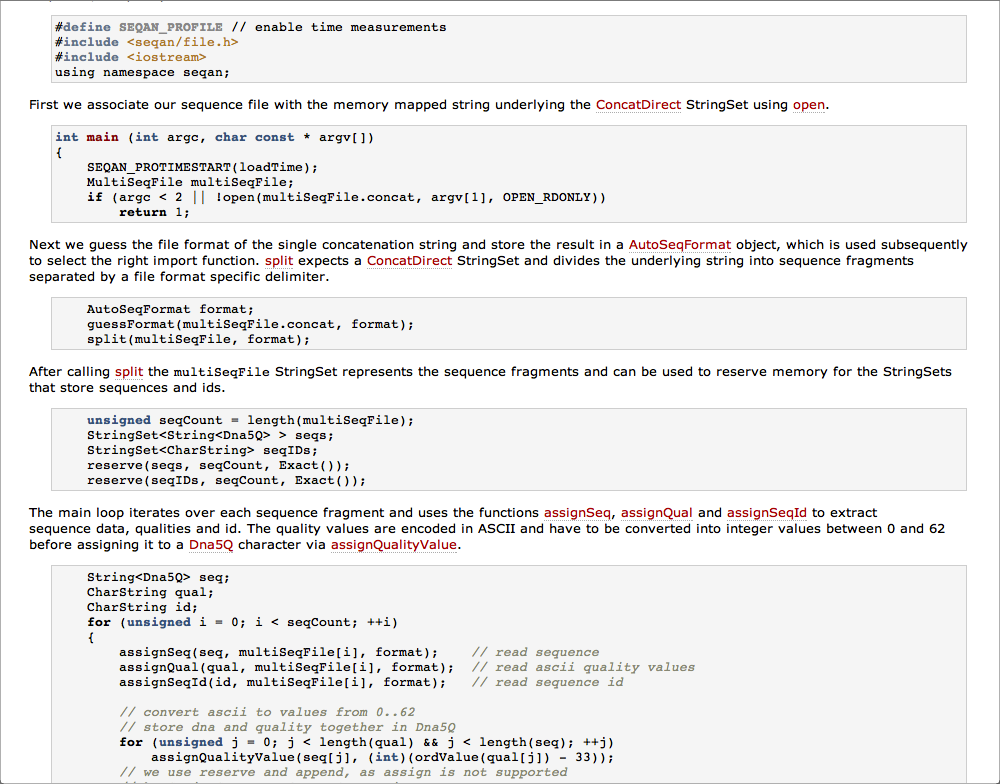 #define SEQAN_PROFILE // enable time measurements
#include <seqan/file.h>
#include <iostream>
using namespace seqan;
First we associate our sequence file with the memory mapped string underlying the ConcatDirect StringSet using open.
int main (int argc, char const * argv[])
{
    SEQAN_PROTIMESTART(loadTime);
    MultiSeqFile multiSeqFile;
    if (argc < 2 || !open(multiSeqFile.concat, argv[1], OPEN_RDONLY))
        return 1;
Next we guess the file format of the single concatenation string and store the result in a AutoSeqFormat object, which is used subsequently
to select the right import function. split expects a ConcatDirect StringSet and divides the underlying string into sequence fragments
separated by a file format specific delimiter.
    AutoSeqFormat format;
    guessFormat(multiSeqFile.concat, format);
    split(multiSeqFile, format);
After calling split the multiSeqFile StringSet represents the sequence fragments and can be used to reserve memory for the StringSets
that store sequences and ids.
    unsigned seqCount = length(multiSeqFile);
    StringSet<String<Dna5Q> > seqs;
    StringSet<CharString> seqIDs;
    reserve(seqs, seqCount, Exact());
    reserve(seqIDs, seqCount, Exact());
The main loop iterates over each sequence fragment and uses the functions assignSeq, assignQual and assignSeqId to extract
sequence data, qualities and id. The quality values are encoded in ASCII and have to be converted into integer values between 0 and 62
before assigning it to a Dna5Q character via assignQualityValue.
    String<Dna5Q> seq;
    CharString qual;
    CharString id;
    for (unsigned i = 0; i < seqCount; ++i)
    {
        assignSeq(seq, multiSeqFile[i], format);    // read sequence
        assignQual(qual, multiSeqFile[i], format);  // read ascii quality values
        assignSeqId(id, multiSeqFile[i], format);   // read sequence id
        // convert ascii to values from 0..62
        // store dna and quality together in Dna5Q
        for (unsigned j = 0; j < length(qual) && j < length(seq); ++j)
            assignQualityValue(seq[j], (int)(ordValue(qual[j]) - 33));
        // we use reserve and append, as assign is not supported